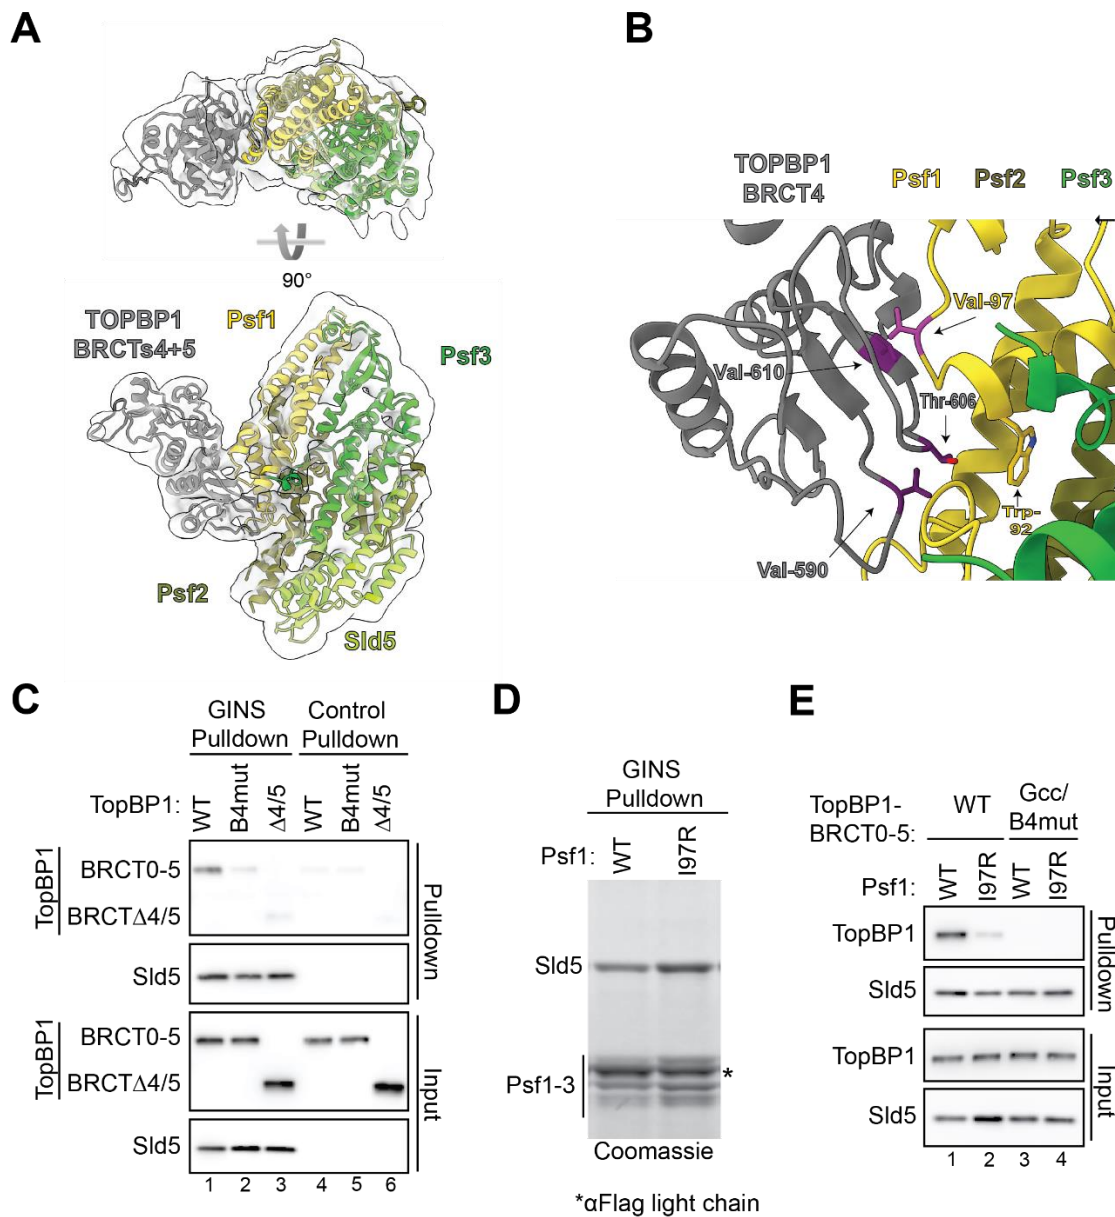 A
90°
TOPBP1
BRCTs4+5
Psf1
Psf3
Psf2
Sld5
B
TOPBP1
BRCT4
Psf1
Psf2
Psf3
Val-97
Val-610
Thr-606
Trp-
92
Val-590
C
GINS
Pulldown
Control
Pulldown
TopBP1:
WT
B4mut
Δ4/5
WT
B4mut
Δ4/5
TopBP1
BRCT0-5
BRCTΔ4/5
Sld5
Pulldown
TopBP1
BRCT0-5
BRCTΔ4/5
Sld5
Input
1 2 3 4 5 6
D
GINS
Pulldown
Psf1:
WT
I97R
Sld5
Psf1-3
*
Coomassie
*αFlag light chain
E
TopBP1-
BRCT0-5:
WT
Gcc/
B4mut
Psf1:
WT
I97R
WT
I97R
TopBP1
Sld5
Pulldown
TopBP1
Sld5
Input
1 2 3 4